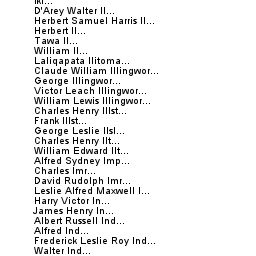 D'Arey Walter Il...
Herbert Samuel Harris Il...
Herbert Il...
Tawa Il...
William Il...
Laliqapata Ilitoma...
Claude William Illingwor...
George Illingwor...
Victor Leach Illingwor...
William Lewis Illingwor...
Charles Henry Illst...
Frank Illst...
George Leslie Ilsl...
Charles Henry Ilt...
William Edward Ilt...
Alfred Sydney Imp...
Charles Imr...
David Rudolph Imr...
Leslie Alfred Maxwell I...
Harry Victor In...
James Henry In...
Albert Russell Ind...
Alfred Ind...
Frederick Leslie Roy Ind...
Walter Ind...